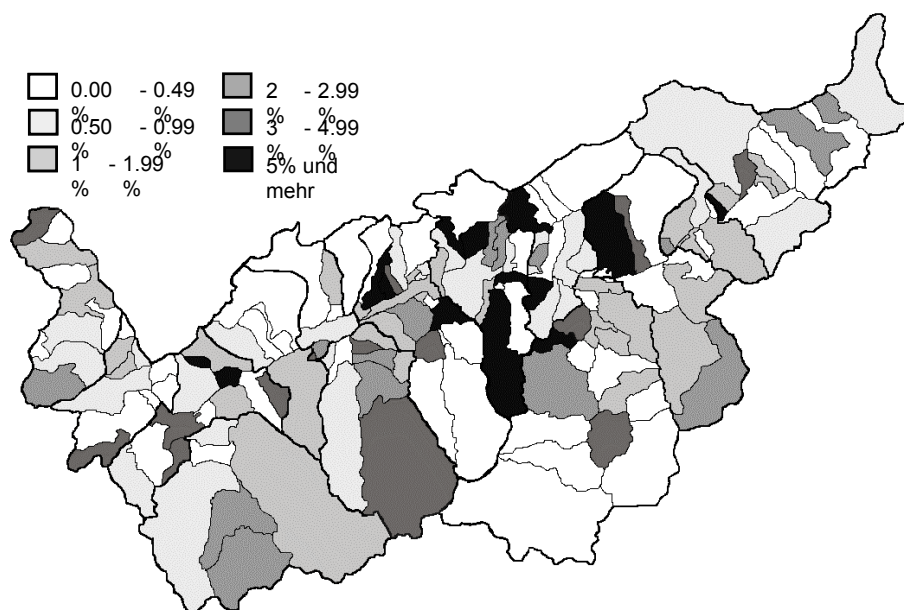 0.00 - 0.49
% %
0.50 - 0.99
% %
1 - 1.99
% %
2 - 2.99
% %
3 - 4.99
% %
5% und
mehr